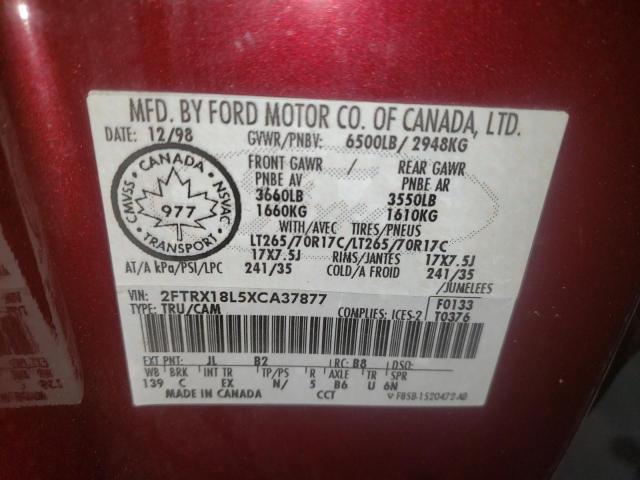 MFD. BY FORD MOTOR CO. OF CANADA, LTD.
DATE: 12/98 GVWR/PNBV: 6500LB/ 2948KG
FRONT GAWR / REAR GAWR
PNBE AV PNBE AR
3660LB 3550LB
1660KG 1610KG
WITH/AVEC TIRES/PNEUS
LT265/70R17C/LT265/70R17C
17X7.5J RIMS/JANTES 17X7.5J
AT/A kPa/PSI/LPC 241/35 COLD/A FROID 241/35
/JUMELEES
CANADA
CMVSS NSVAC
977
TRANSPORT
VIN: 2FTRX18L5XCA37877 F0133
TYPE: TRU/CAM COMPLIES: ICES-2 T0376
EXT PNT: JL B2 RC: B8 DSO:
WB BRK INT TR TP/PS R AXLE TR SPR
139 C EX N/ 5 B6 U 6N
MADE IN CANADA CCT F85B-1520472-AB